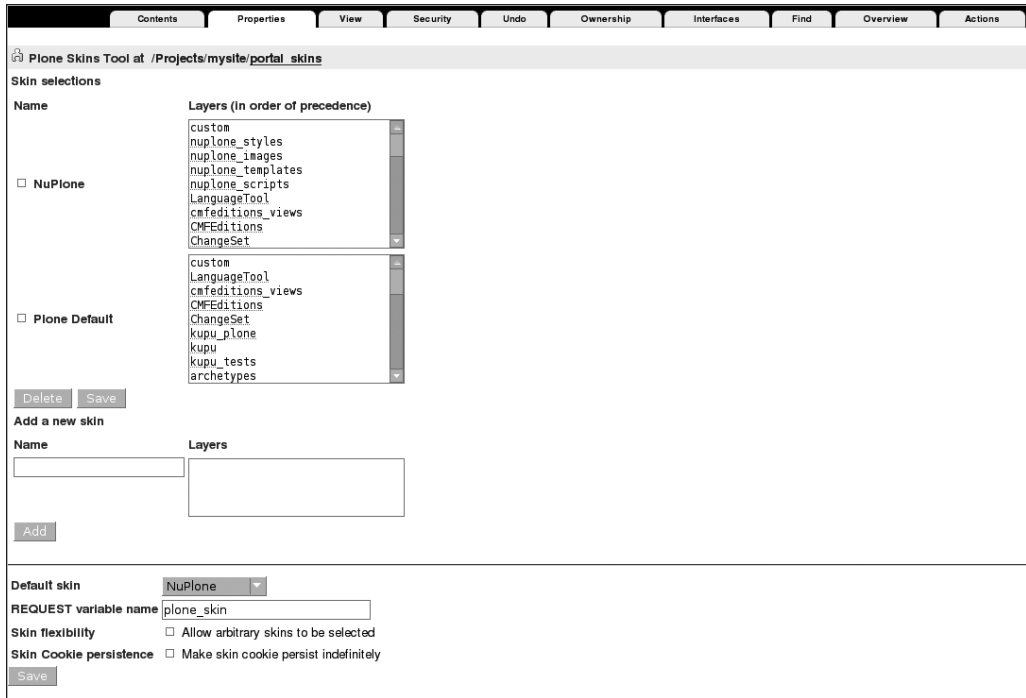 Contents Properties View Security Undo Ownership Interfaces Find Overview Actions
Plone Skins Tool at /Projects/mysite/portal_skins
Skin selections
Name Layers (in order of precedence)
custom
nuplone_styles
nuplone_images
nuplone_templates
NuPlone nuplone_scripts
LanguageTool
cmfeditions_views
CMFEditions
ChangeSet
custom
LanguageTool
cmfeditions_views
CMFEditions
Plone Default ChangeSet
kupu_plone
kupu
kupu_tests
archetypes
Delete Save
Add a new skin
Name Layers
Add
Default skin NuPlone
REQUEST variable name plone_skin
Skin flexibility Allow arbitrary skins to be selected
Skin Cookie persistence Make skin cookie persist indefinitely
Save